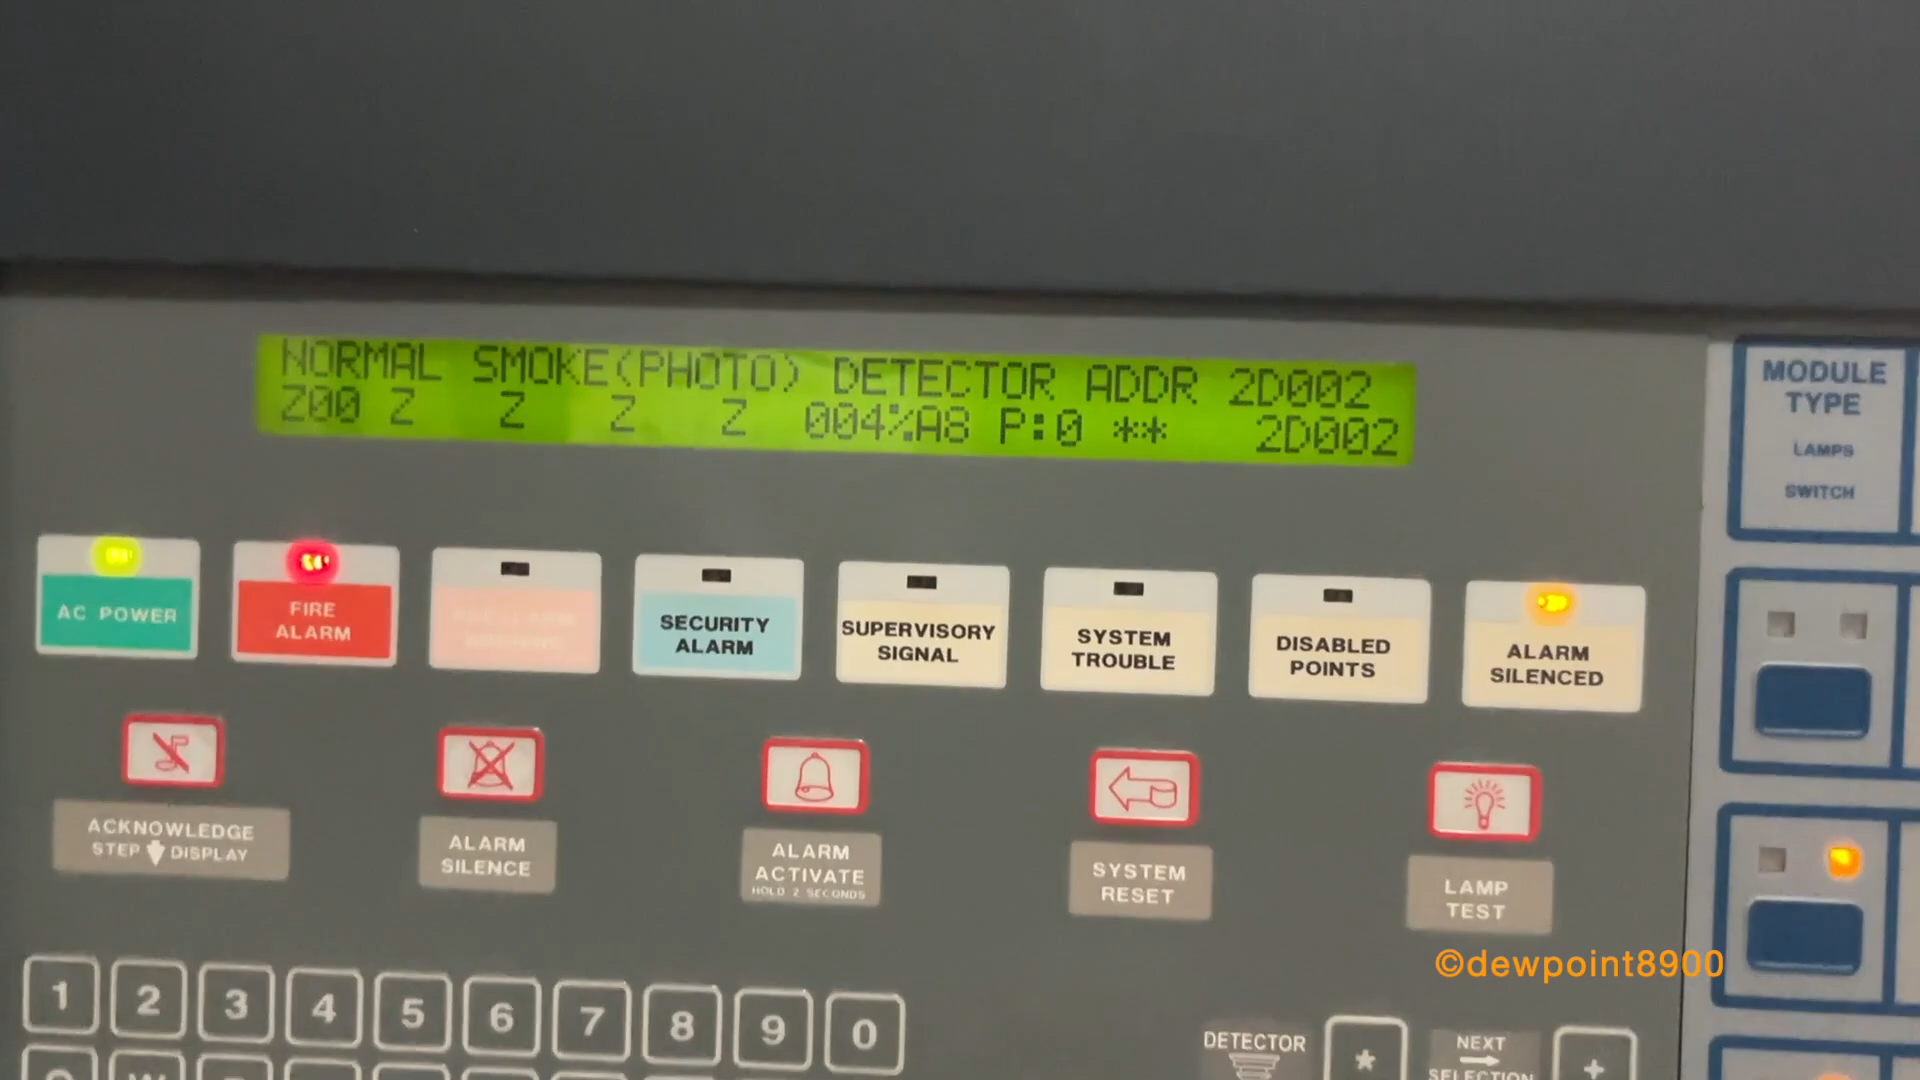 NORMAL SMOKE(PHOTO) DETECTOR ADDR 2D002
Z00 Z Z Z Z 004%A8 P:0 ** 2D002
MODULE
TYPE
LAMPS
SWITCH
AC POWER
FIRE
ALARM
SECURITY
ALARM
SUPERVISORY
SIGNAL
SYSTEM
TROUBLE
DISABLED
POINTS
ALARM
SILENCED
ACKNOWLEDGE
STEP DISPLAY
ALARM
SILENCE
ALARM
ACTIVATE
HOLD 2 SECONDS
SYSTEM
RESET
LAMP
TEST
©dewpoint8900
1 2 3 4 5 6 7 8 9 0
DETECTOR
*
NEXT
SELECTION
+